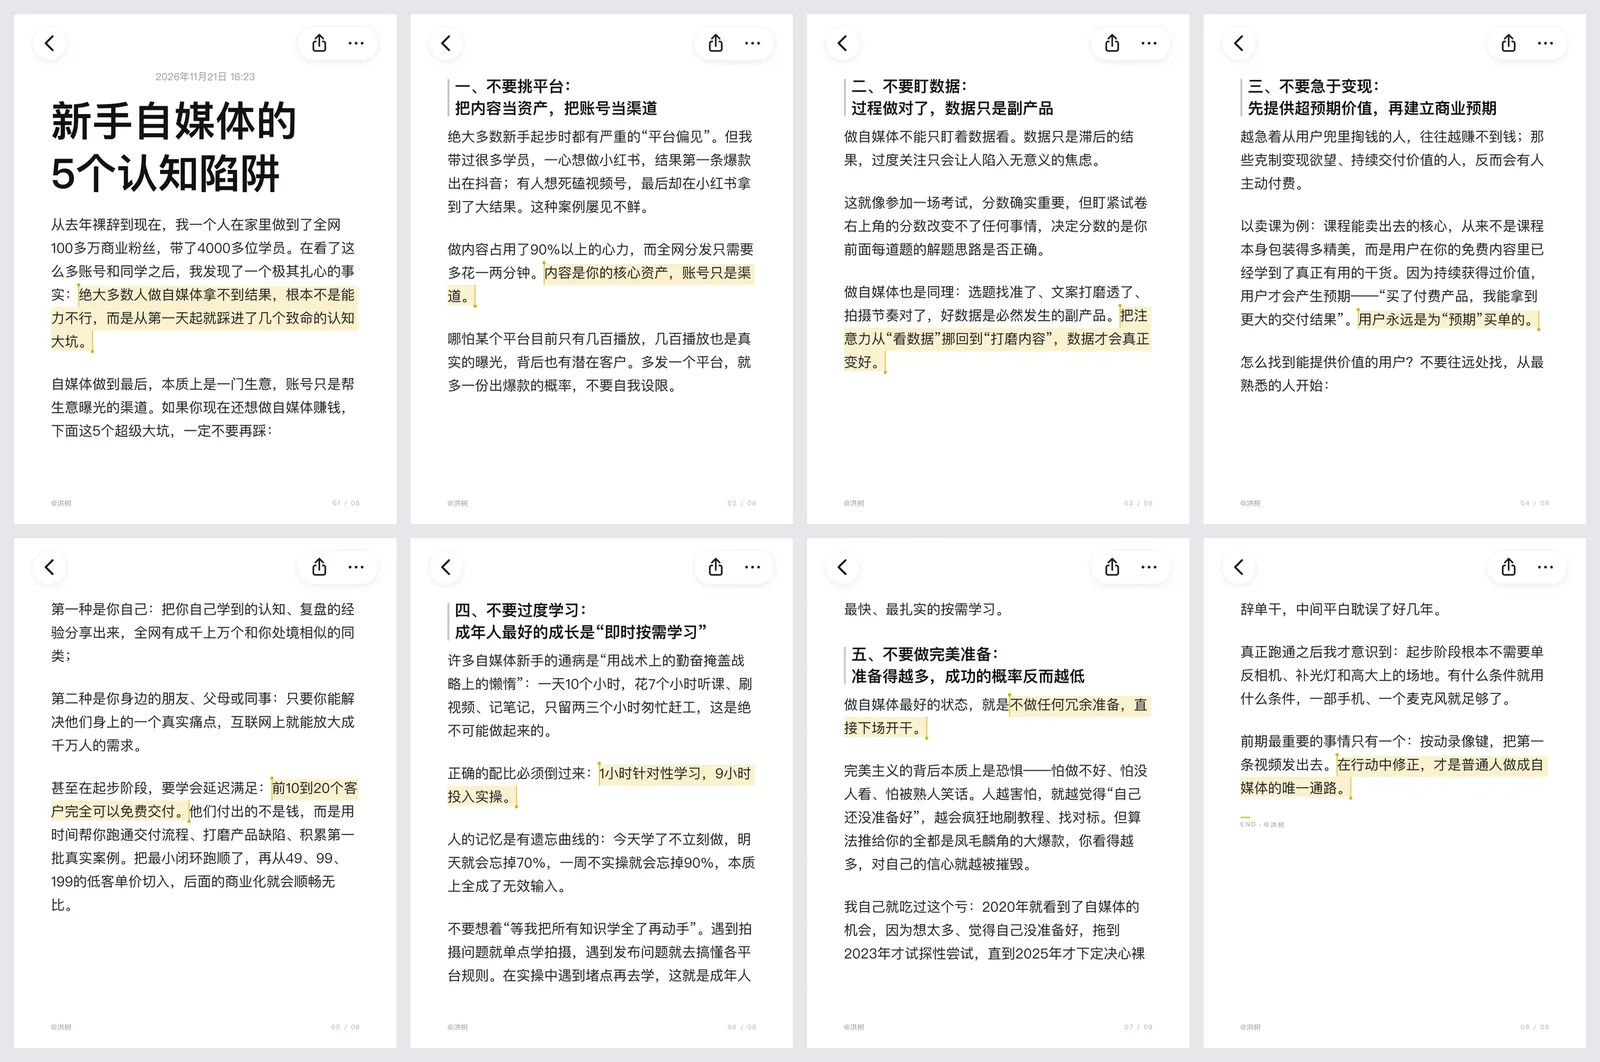 2026年11月21日 16:23
新手自媒体的
5个认知陷阱
从去年裸辞到现在，我一个人在家里做到了全网
100多万商业粉丝，带了4000多位学员。在看了这
么多账号和同学之后，我发现了一个极其扎心的事
实：绝大多数人做自媒体拿不到结果，根本不是能
力不行，而是从第一天起就踩进了几个致命的认知
大坑。
自媒体做到最后，本质上是一门生意，账号只是帮
生意曝光的渠道。如果你现在还想做自媒体赚钱，
下面这5个超级大坑，一定不要再踩：
@洪树
01 / 08
一、不要挑平台：
把内容当资产，把账号当渠道
绝大多数新手起步时都有严重的“平台偏见”。但我
带过很多学员，一心想做小红书，结果第一条爆款
出在抖音；有人想死磕视频号，最后却在小红书拿
到了大结果。这种案例屡见不鲜。
做内容占用了90%以上的心力，而全网分发只需要
多花一两分钟。内容是你的核心资产，账号只是渠
道。
哪怕某个平台目前只有几百播放，几百播放也是真
实的曝光，背后也有潜在客户。多发一个平台，就
多一份出爆款的概率，不要自我设限。
@洪树
02 / 08
二、不要盯数据：
过程做对了，数据只是副产品
做自媒体不能只盯着数据看。数据只是滞后的结
果，过度关注只会让人陷入无意义的焦虑。
这就像参加一场考试，分数确实重要，但盯紧试卷
右上角的分数改变不了任何事情，决定分数的是你
前面每道题的解题思路是否正确。
做自媒体也是同理：选题找准了、文案打磨透了、
拍摄节奏对了，好数据是必然发生的副产品。把注
意力从“看数据”挪回到“打磨内容”，数据才会真正
变好。
@洪树
03 / 08
三、不要急于变现：
先提供超预期价值，再建立商业预期
越急着从用户兜里掏钱的人，往往越赚不到钱；那
些克制变现欲望、持续交付价值的人，反而会有人
主动付费。
以卖课为例：课程能卖出去的核心，从来不是课程
本身包装得多精美，而是用户在你的免费内容里已
经学到了真正有用的干货。因为持续获得过价值，
用户才会产生预期——“买了付费产品，我能拿到
更大的交付结果”。用户永远是为“预期”买单的。
怎么找到能提供价值的用户？不要往远处找，从最
熟悉的人开始：
@洪树
04 / 08
第一种是你自己：把你自己学到的认知、复盘的经
验分享出来，全网有成千上万个和你处境相似的同
类；
第二种是你身边的朋友、父母或同事：只要你能解
决他们身上的一个真实痛点，互联网上就能放大成
千万人的需求。
甚至在起步阶段，要学会延迟满足：前10到20个客
户完全可以免费交付。他们付出的不是钱，而是用
时间帮你跑通交付流程、打磨产品缺陷、积累第一
批真实案例。把最小闭环跑顺了，再从49、99、
199的低客单价切入，后面的商业化就会顺畅无
比。
@洪树
05 / 08
四、不要过度学习：
成年人最好的成长是“即时按需学习”
许多自媒体新手的通病是“用战术上的勤奋掩盖战
略上的懒惰”：一天10个小时，花7个小时听课、刷
视频、记笔记，只留两三个小时匆忙赶工，这是绝
不可能做起来的。
正确的配比必须倒过来：1小时针对性学习，9小时
投入实操。
人的记忆是有遗忘曲线的：今天学了不立刻做，明
天就会忘掉70%，一周不实操就会忘掉90%，本质
上全成了无效输入。
不要想着“等我把所有知识学全了再动手”。遇到拍
摄问题就单点学拍摄，遇到发布问题就去搞懂各平
台规则。在实操中遇到堵点再去学，这就是成年人
@洪树
06 / 08
最快、最扎实的按需学习。
五、不要做完美准备：
准备得越多，成功的概率反而越低
做自媒体最好的状态，就是不做任何冗余准备，直
接下场开干。
完美主义的背后本质上是恐惧——怕做不好、怕没
人看、怕被熟人笑话。人越害怕，就越觉得“自己
还没准备好”，越会疯狂地刷教程、找对标。但算
法推给你的全都是凤毛麟角的大爆款，你看得越
多，对自己的信心就越被摧毁。
我自己就吃过这个亏：2020年就看到了自媒体的
机会，因为想太多、觉得自己没准备好，拖到
2023年才试探性尝试，直到2025年才下定决心裸
@洪树
07 / 08
辞单干，中间平白耽误了好几年。
真正跑通之后我才意识到：起步阶段根本不需要单
反相机、补光灯和高大上的场地。有什么条件就用
什么条件，一部手机、一个麦克风就足够了。
前期最重要的事情只有一个：按动录像键，把第一
条视频发出去。在行动中修正，才是普通人做成自
媒体的唯一通路。
END · @洪树
@洪树
08 / 08